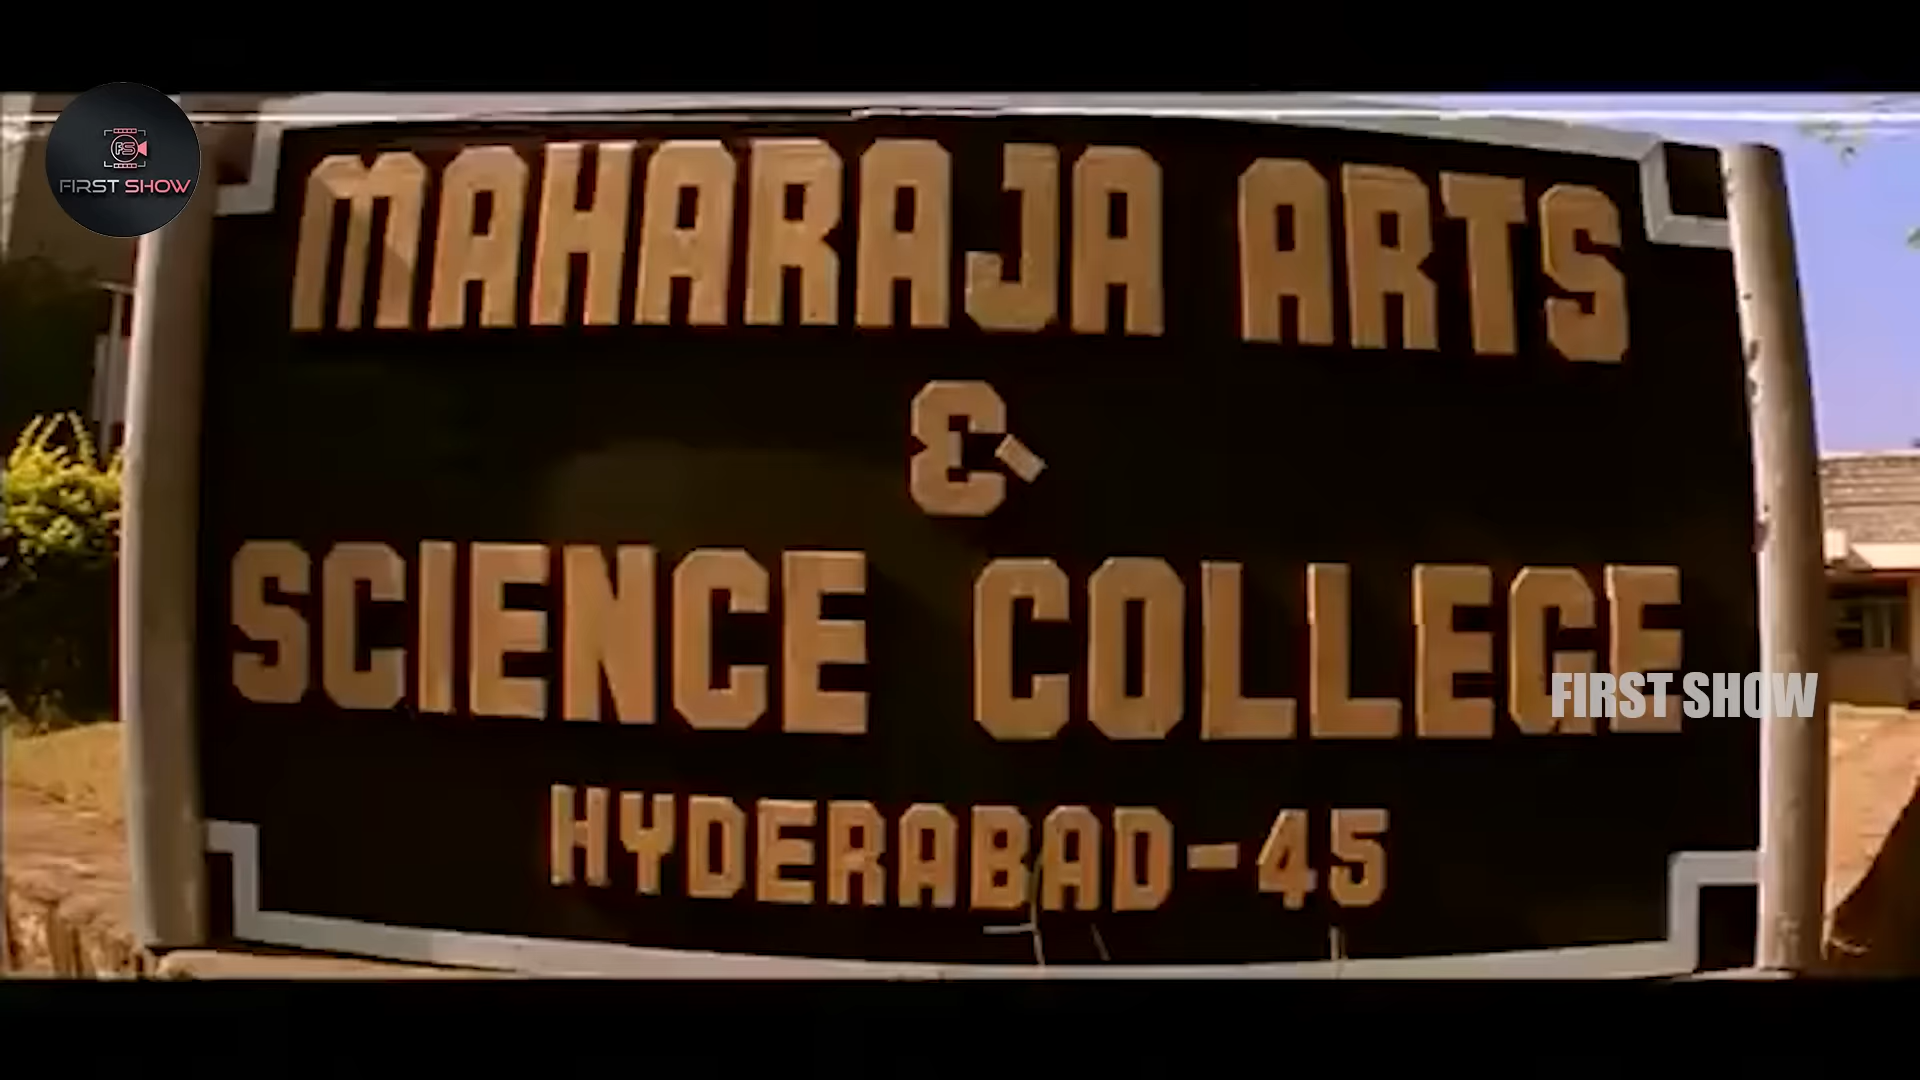 FIRST SHOW
MAHARAJA ARTS
&
SCIENCE COLLEGE
FIRST SHOW
HYDERABAD-45